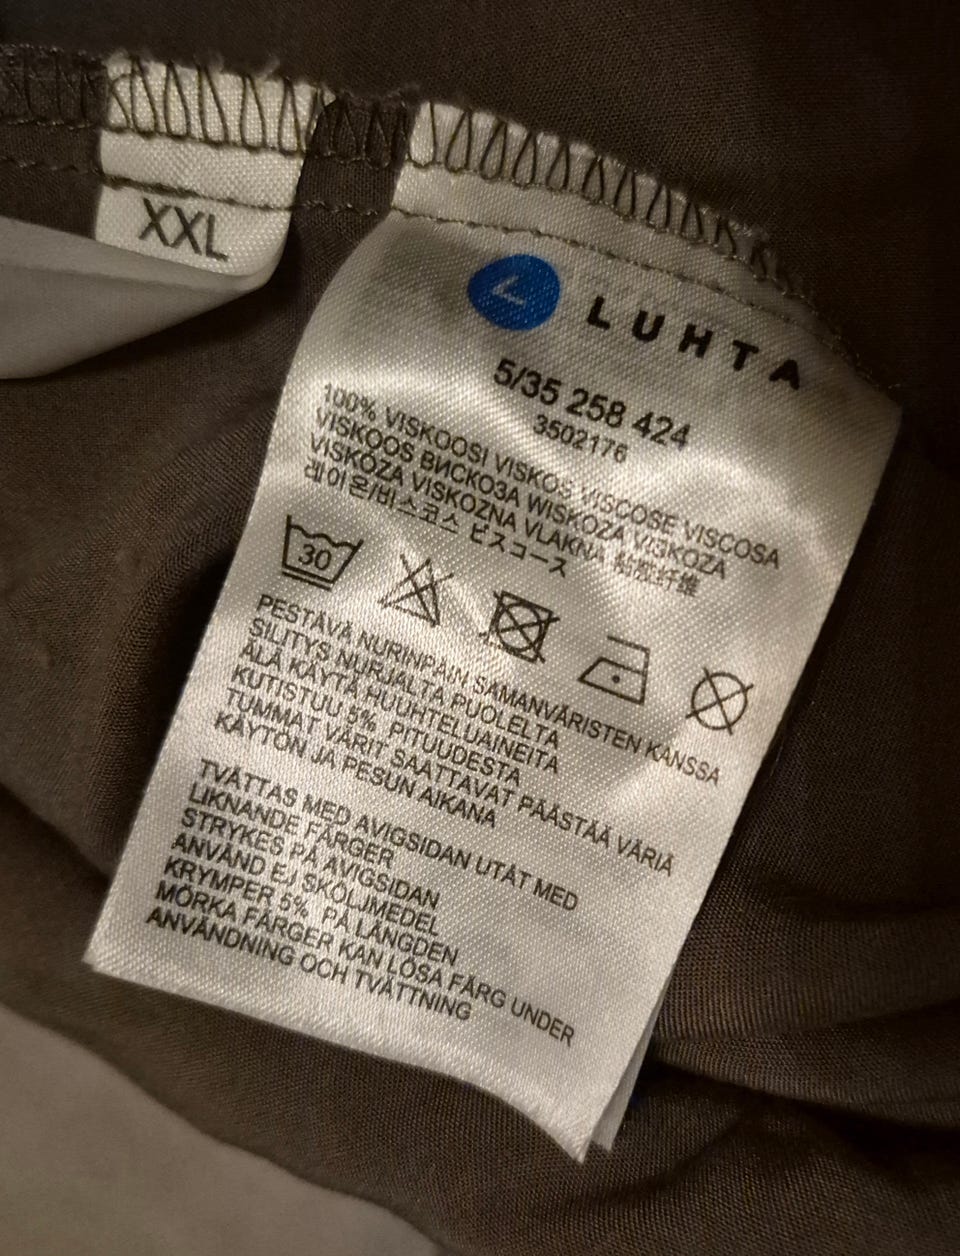 XXL
LUHTA
5/35 258 424
3502176
100% VISKOOSI VISKOS VISCOSE VISCOSA
VISKOOS ВИСКОЗА WISKOZA VISKOZA
VISKÓZA VISKOZNA VLAKNA 粘胶纤维
레이온/비스코스 ビスコース
30
PESTÄVÄ NURINPÄIN SAMANVÄRISTEN KANSSA
SILITYS NURJALTA PUOLELTA
ÄLÄ KÄYTÄ HUUHTELUAINEITA
KUTISTUU 5% PITUUDESTA
TUMMAT VÄRIT SAATTAVAT PÄÄSTÄÄ VÄRIÄ
KÄYTÖN JA PESUN AIKANA
TVÄTTAS MED AVIGSIDAN UTÅT MED
LIKNANDE FÄRGER
STRYKES PÅ AVIGSIDAN
ANVÄND EJ SKÖLJMEDEL
KRYMPER 5% PÅ LÄNGDEN
MÖRKA FÄRGER KAN LÖSA FÄRG UNDER
ANVÄNDNING OCH TVÄTTNING